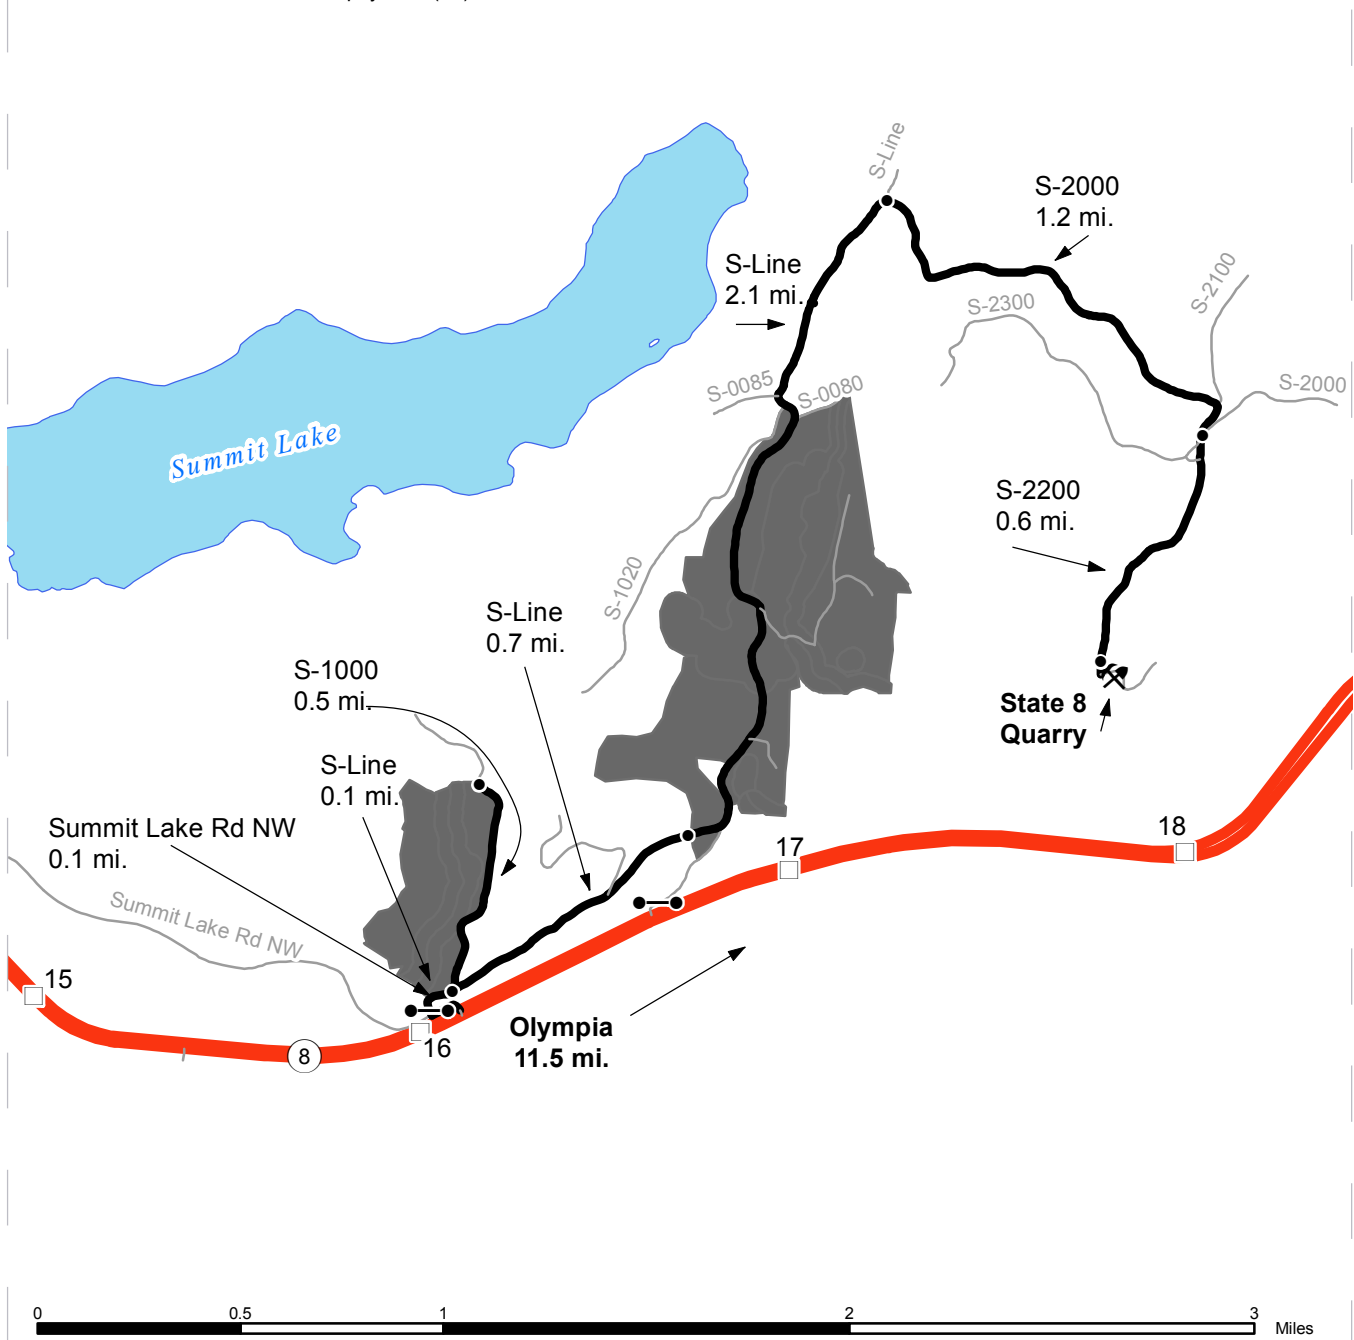 S-Line
S-2000
1.2 mi.
S-Line
2.1 mi.
S-2100
S-2300
S-0085
S-0080
S-2000
Summit Lake
S-2200
0.6 mi.
S-1020
S-Line
0.7 mi.
S-1000
0.5 mi.
State 8
Quarry
S-Line
0.1 mi.
Summit Lake Rd NW
0.1 mi.
18
17
Summit Lake Rd NW
15
Olympia
11.5 mi.
16
8
0 0.5 1 2 3
Miles